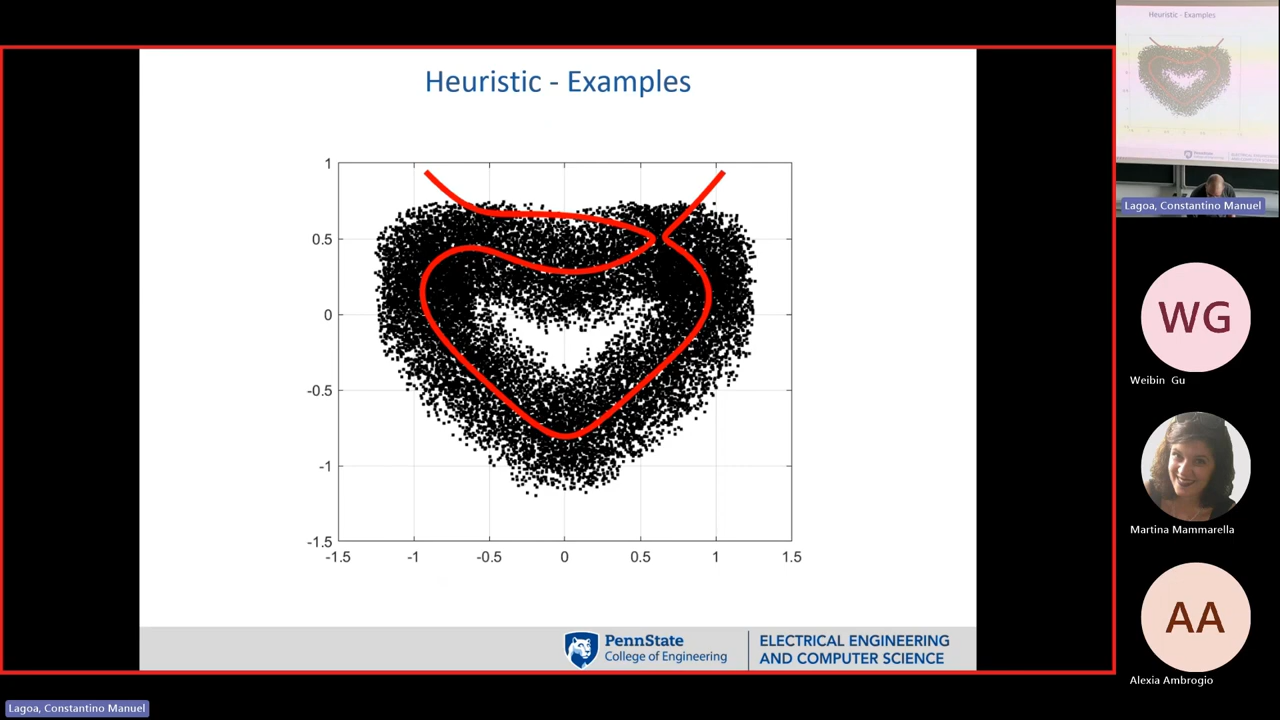 Heuristic - Examples
1
0.5
0
-0.5
-1
-1.5
-1.5
-1
-0.5
0
0.5
1
1.5
PennState
College of Engineering
ELECTRICAL ENGINEERING
AND COMPUTER SCIENCE
Lagoa, Constantino Manuel
Heuristic - Examples
Lagoa, Constantino Manuel
WG
Weibin Gu
Martina Mammarella
AA
Alexia Ambrogio